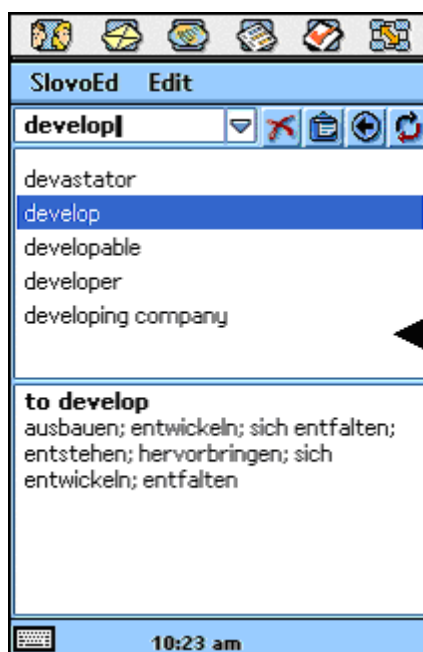 SlovoEd Edit
develop
devastator
develop
developable
developer
developing company
to develop
ausbauen; entwickeln; sich entfalten;
entstehen; hervorbringen; sich
entwickeln; entfalten
10:23 am